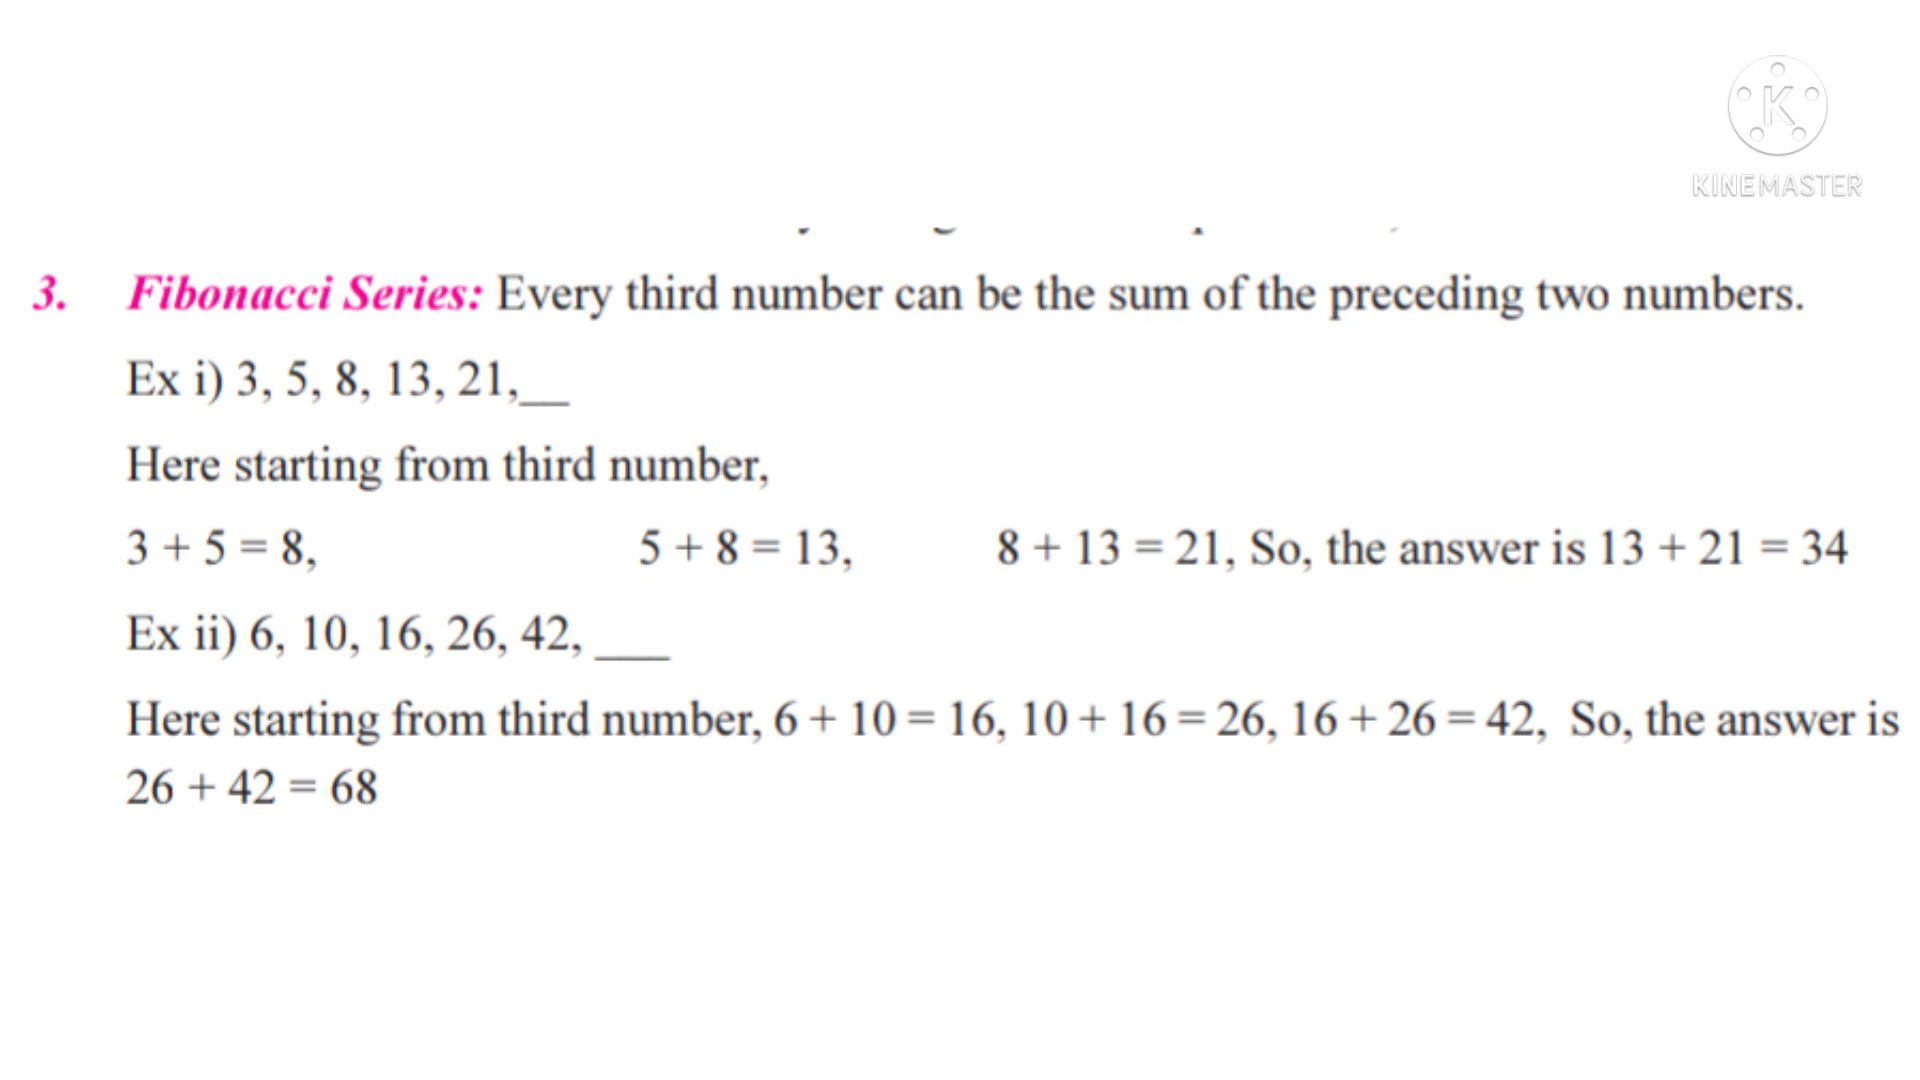 KINEMASTER
3. Fibonacci Series: Every third number can be the sum of the preceding two numbers.
Ex i) 3, 5, 8, 13, 21,__
Here starting from third number,
3 + 5 = 8, 5 + 8 = 13, 8 + 13 = 21, So, the answer is 13 + 21 = 34
Ex ii) 6, 10, 16, 26, 42, ___
Here starting from third number, 6 + 10 = 16, 10 + 16 = 26, 16 + 26 = 42, So, the answer is
26 + 42 = 68